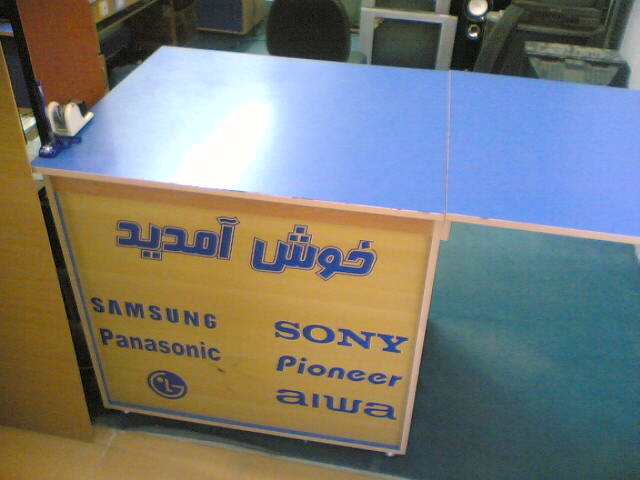 خوش آمدید
SAMSUNG
Panasonic
LG
SONY
Pioneer
aiwa